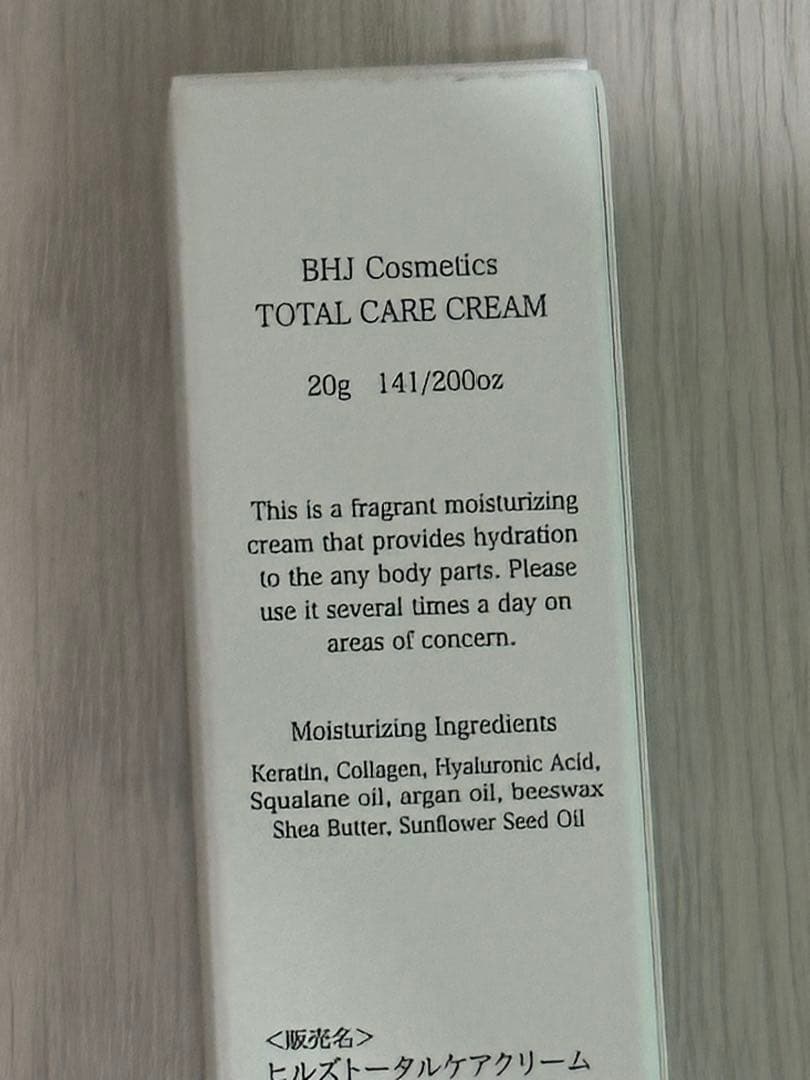 BHJ Cosmetics
TOTAL CARE CREAM
20g 141/200oz
This is a fragrant moisturizing
cream that provides hydration
to the any body parts. Please
use it several times a day on
areas of concern.
Moisturizing Ingredients
Keratin, Collagen, Hyaluronic Acid,
Squalane oil, argan oil, beeswax
Shea Butter, Sunflower Seed Oil
<販売名>
ヒルズトータルケアクリーム